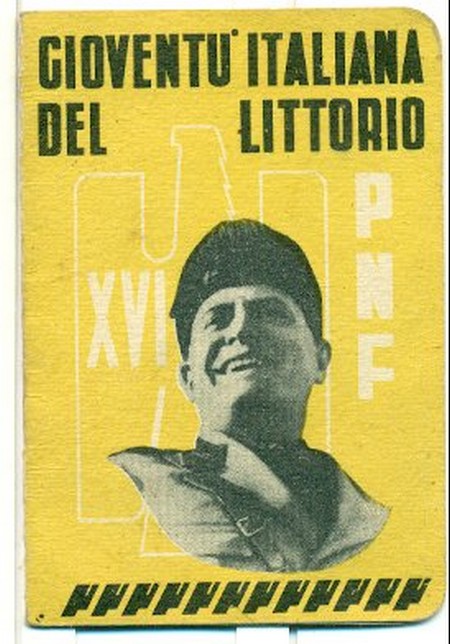 GIOVENTU' ITALIANA
DEL LITTORIO
PNF
XVI